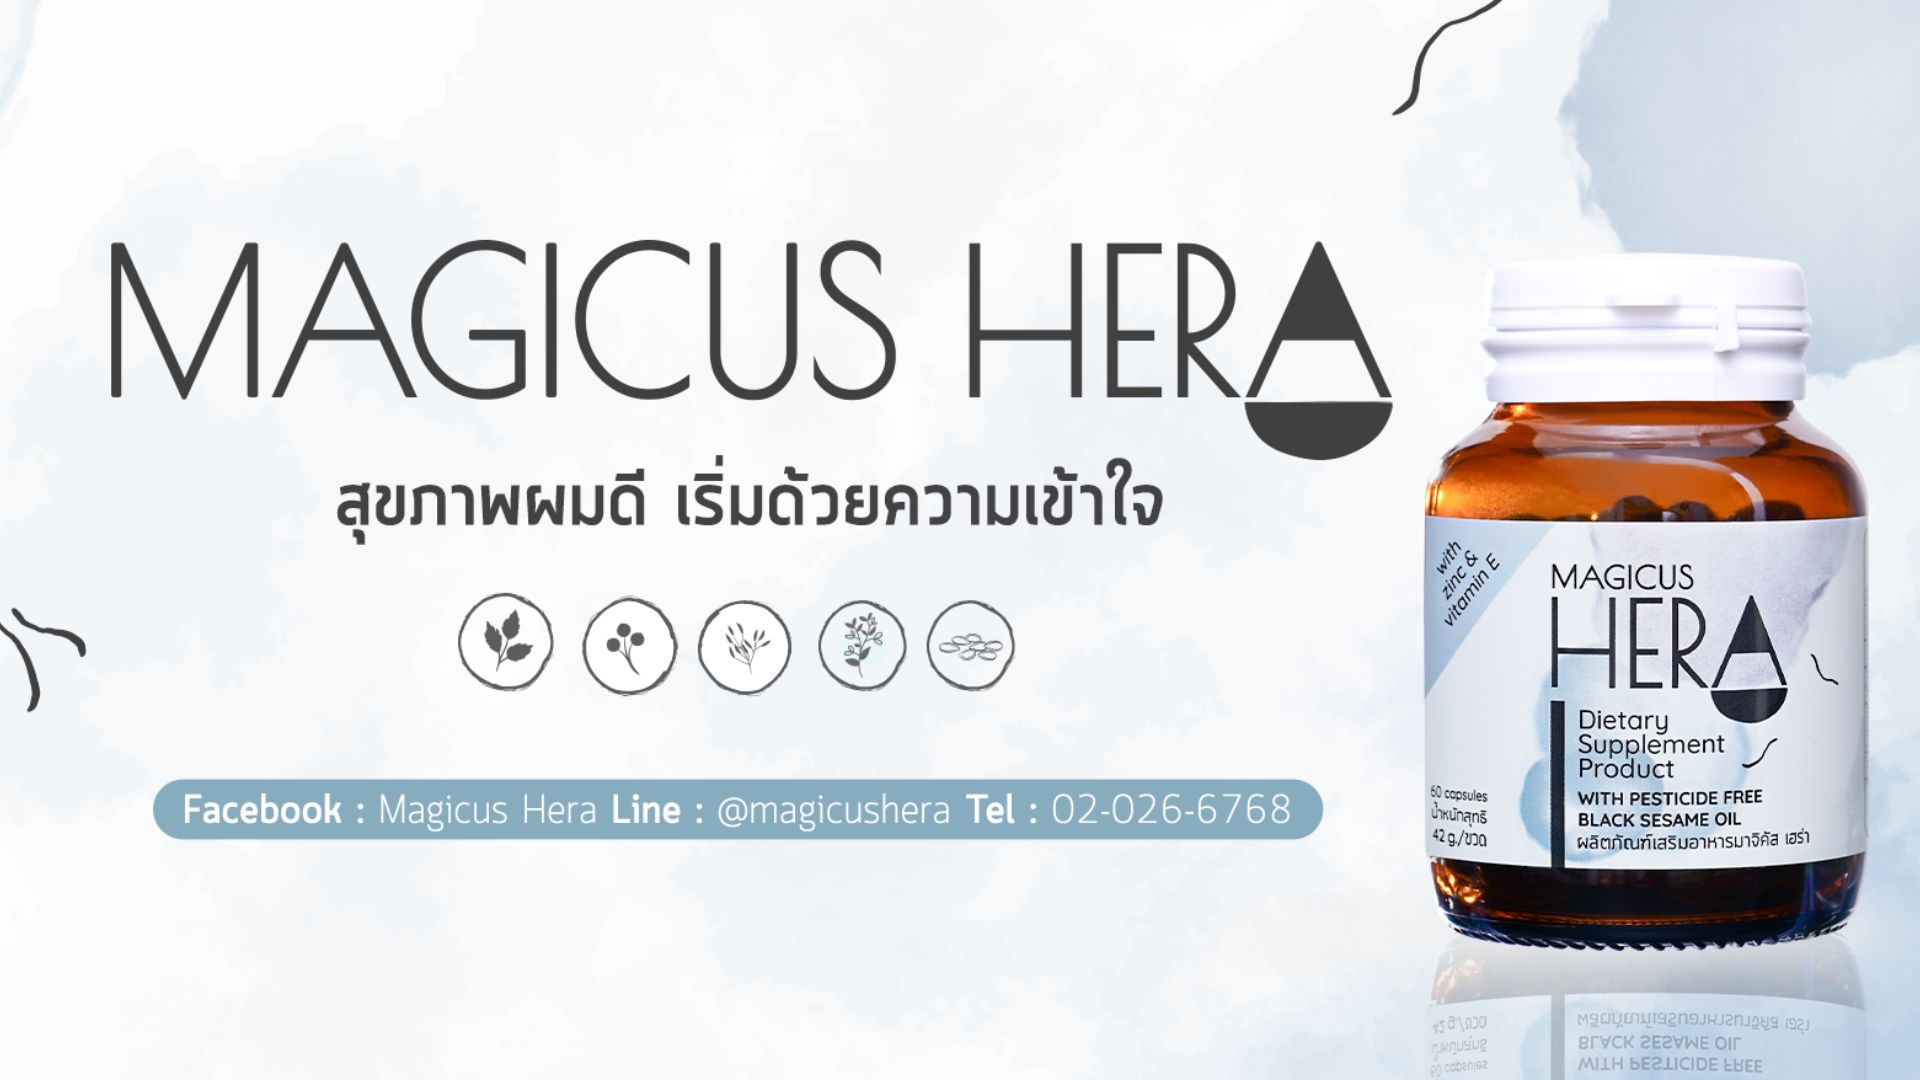 MAGICUS HERA
สุขภาพผมดี เริ่มด้วยความเข้าใจ
Facebook : Magicus Hera Line : @magicushera Tel : 02-026-6768
with
zinc &
vitamin E
MAGICUS
HERA
Dietary
Supplement
Product
WITH PESTICIDE FREE
BLACK SESAME OIL
ผลิตภัณฑ์เสริมอาหารมาจิคัส เฮร่า
60 capsules
น้ำหนักสุทธิ
42 g./ขวด